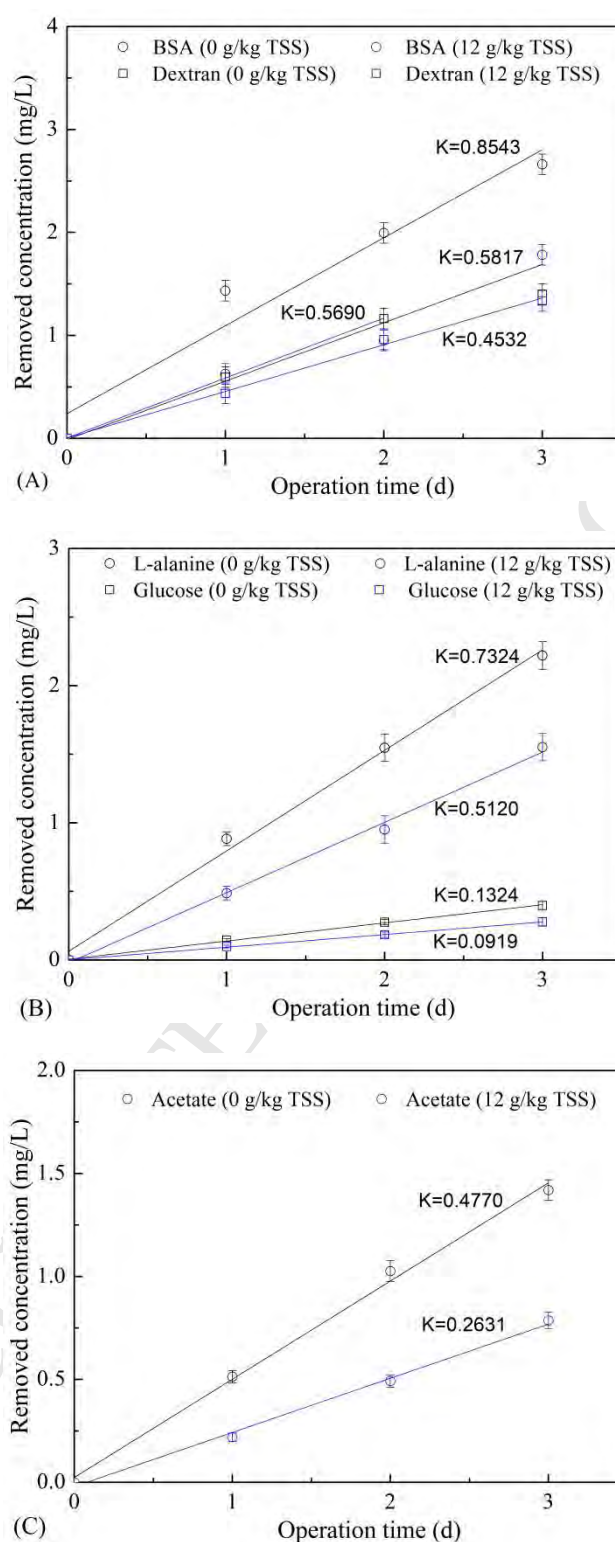 4
BSA (0 g/kg TSS) BSA (12 g/kg TSS)
Dextran (0 g/kg TSS) Dextran (12 g/kg TSS)
3
K=0.8543
2
K=0.5817
K=0.5690
1
K=0.4532
0
0 1 2 3
Removed concentration (mg/L)
Operation time (d)
(A)
3
L-alanine (0 g/kg TSS) L-alanine (12 g/kg TSS)
Glucose (0 g/kg TSS) Glucose (12 g/kg TSS)
K=0.7324
2
K=0.5120
1
K=0.1324
K=0.0919
0
0 1 2 3
Removed concentration (mg/L)
Operation time (d)
(B)
2.0
Acetate (0 g/kg TSS) Acetate (12 g/kg TSS)
1.5
K=0.4770
1.0
K=0.2631
0.5
0.0
0 1 2 3
Removed concentration (mg/L)
Operation time (d)
(C)